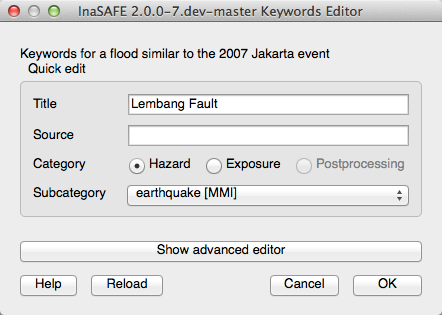 InaSAFE 2.0.0-7.dev-master Keywords Editor
Keywords for a flood similar to the 2007 Jakarta event
Quick edit
Title Lembang Fault
Source
Category Hazard Exposure Postprocessing
Subcategory earthquake [MMI]
Show advanced editor
Help Reload Cancel OK